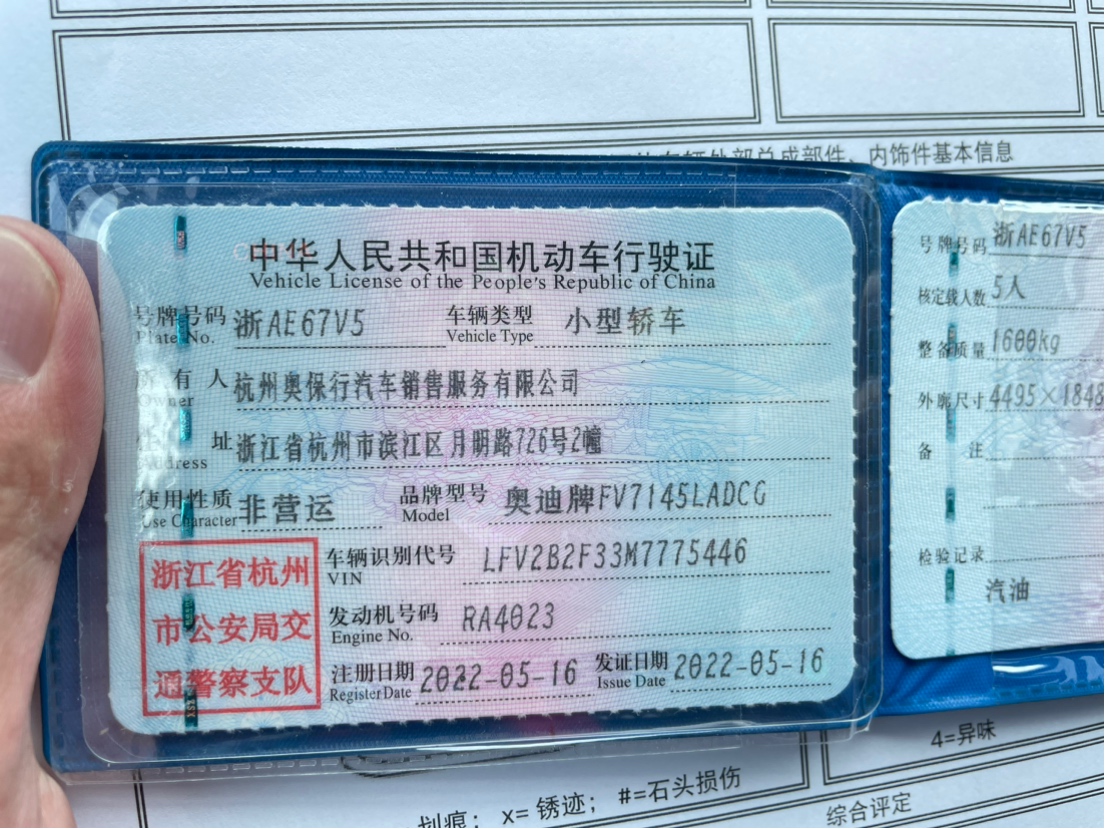 外部总成部件、内饰件基本信息
中华人民共和国机动车行驶证
Vehicle License of the People's Republic of China
号牌号码 浙AE67V5 车辆类型 小型轿车
Plate No. Vehicle Type
所有人 杭州奥保行汽车销售服务有限公司
Owner
住址 浙江省杭州市滨江区月明路726号2幢
Address
使用性质 非营运 品牌型号 奥迪牌FV7145LADCG
Use Character Model
浙江省杭州
市公安局交
通警察支队
车辆识别代号 LFV2B2F33M7775446
VIN
发动机号码 RA4023
Engine No.
注册日期 2022-05-16 发证日期 2022-05-16
Register Date Issue Date
号牌号码 浙AE67V5
核定载人数 5人
整备质量 1600kg
外廓尺寸 4495×1848
备注
检验记录
汽油
4=异味
划痕; x= 锈迹; #=石头损伤
综合评定